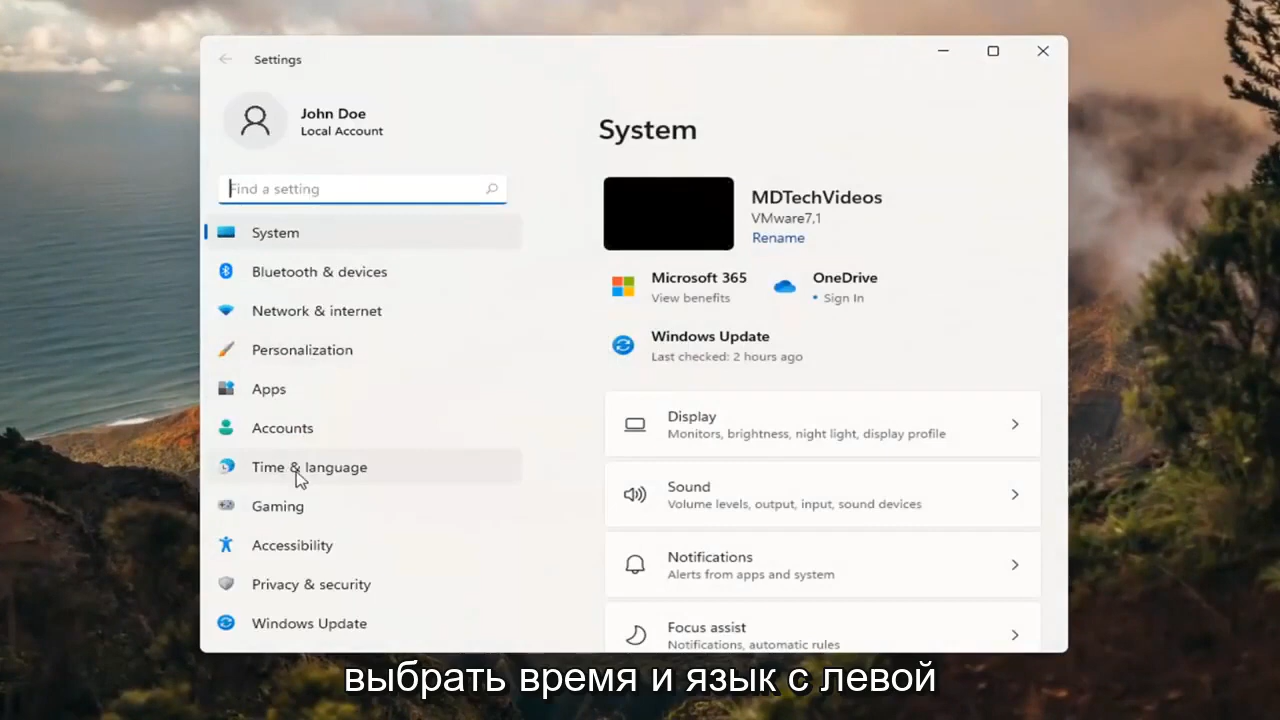 Settings
John Doe
Local Account
Find a setting
System
Bluetooth & devices
Network & internet
Personalization
Apps
Accounts
Time & language
Gaming
Accessibility
Privacy & security
Windows Update
System
MDTechVideos
VMware7,1
Rename
Microsoft 365
View benefits
OneDrive
• Sign In
Windows Update
Last checked: 2 hours ago
Display
Monitors, brightness, night light, display profile
Sound
Volume levels, output, input, sound devices
Notifications
Alerts from apps and system
Focus assist
Notifications, automatic rules
выбрать время и язык с левой